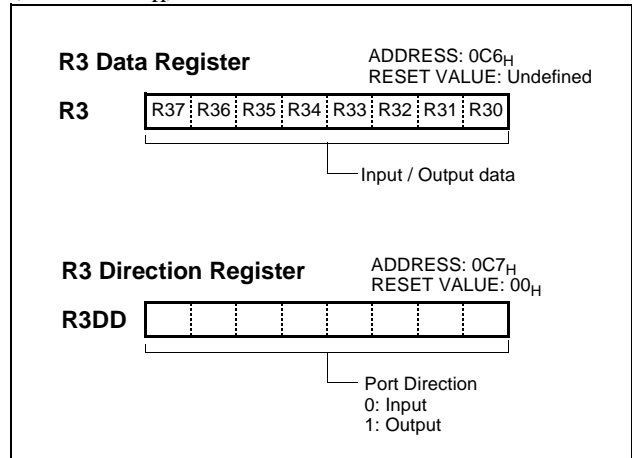 R3 Data Register
ADDRESS: 0C6H
RESET VALUE: Undefined
R3
R37 R36 R35 R34 R33 R32 R31 R30
Input / Output data
R3 Direction Register
ADDRESS: 0C7H
RESET VALUE: 00H
R3DD
Port Direction
0: Input
1: Output